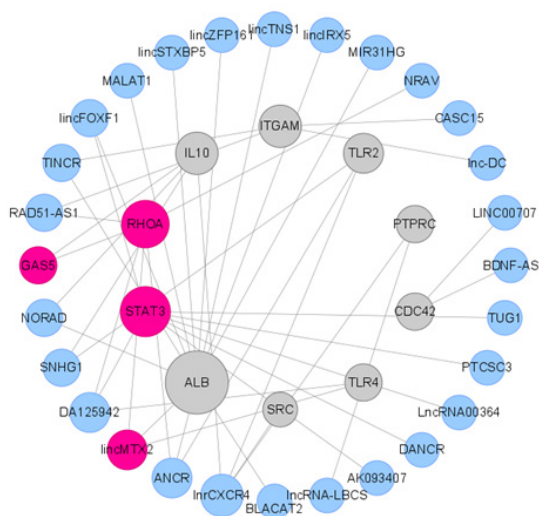 lincTNS1
lincZFP161
lincIRX5
lincSTXBP5
MIR31HG
MALAT1
NRAV
lincFOXF1
CASC15
ITGAM
IL10
TLR2
TINCR
lnc-DC
RAD51-AS1
LINC00707
RHOA
PTPRC
GAS5
BDNF-AS
NORAD
STAT3
CDC42
TUG1
SNHG1
PTCSC3
ALB
TLR4
DA125942
SRC
LncRNA00364
lincMTX2
DANCR
ANCR
AK093407
lnrCXCR4
lncRNA-LBCS
BLACAT2